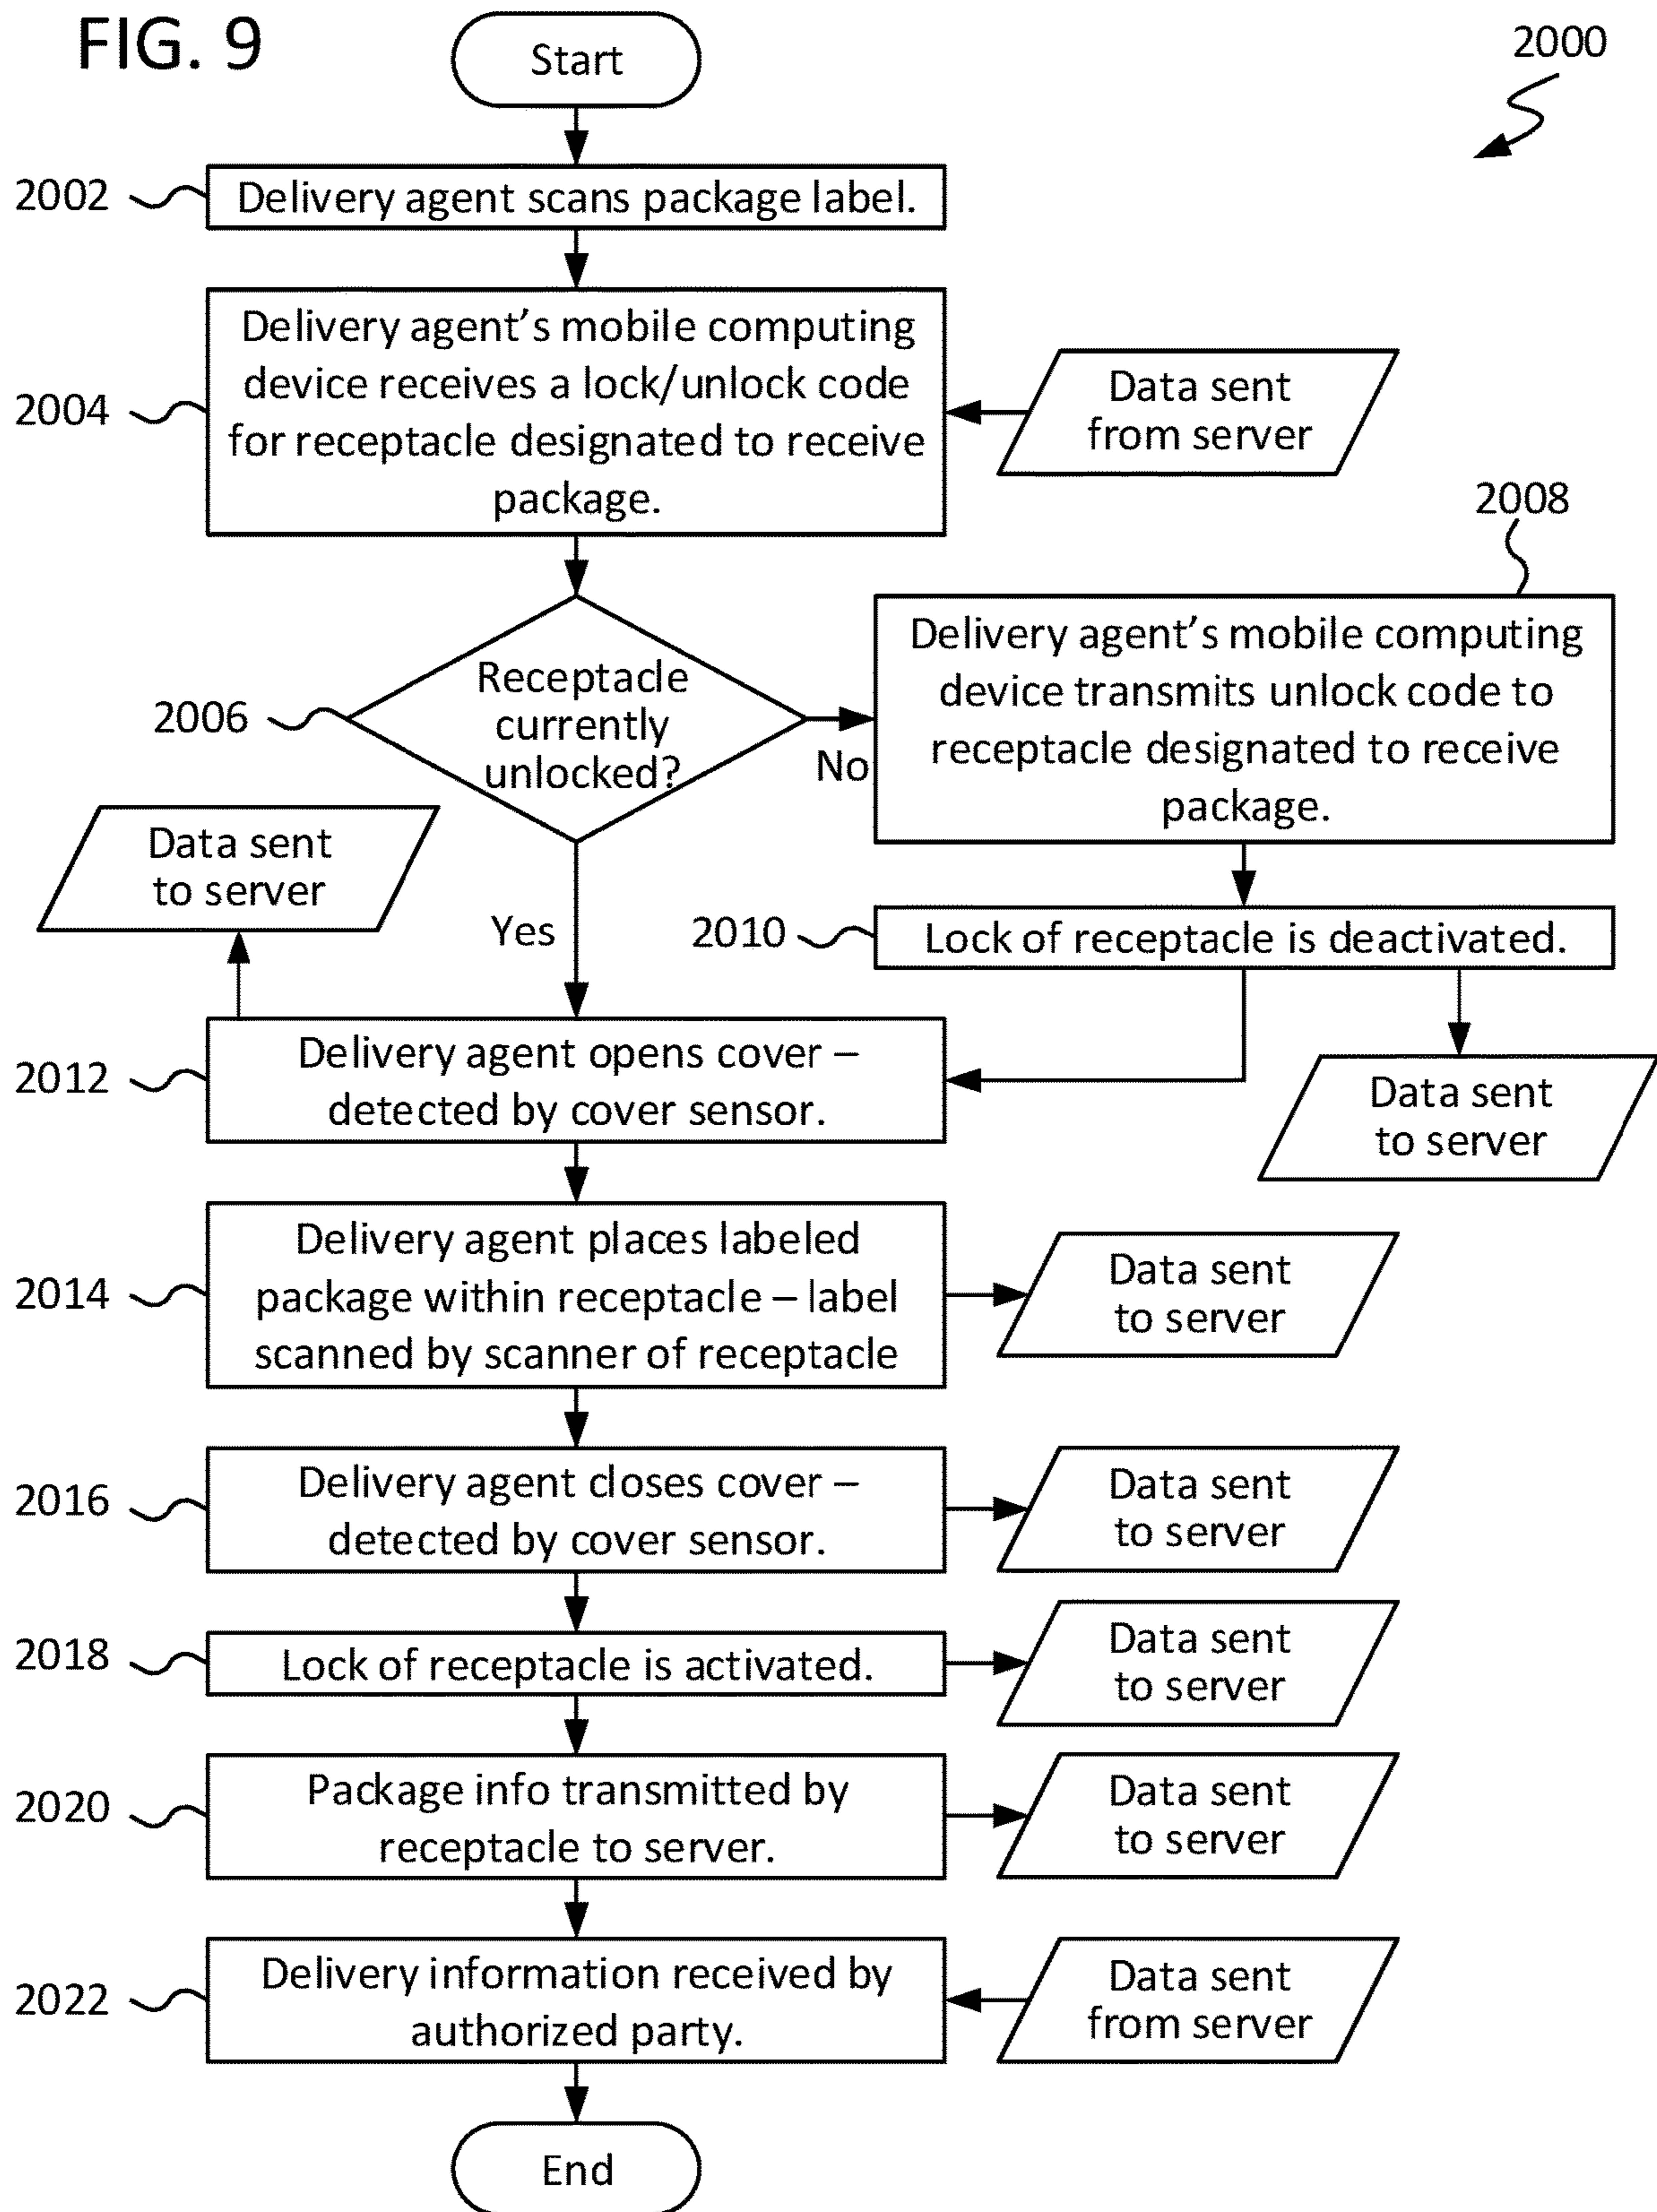 FIG. 9
Start
2000
2002
Delivery agent scans package label.
2004
Delivery agent’s mobile computing
device receives a lock/unlock code
for receptacle designated to receive
package.
Data sent
from server
2006
Receptacle
currently
unlocked?
No
2008
Delivery agent’s mobile computing
device transmits unlock code to
receptacle designated to receive
package.
Data sent
to server
Yes
2010
Lock of receptacle is deactivated.
2012
Delivery agent opens cover –
detected by cover sensor.
Data sent
to server
2014
Delivery agent places labeled
package within receptacle – label
scanned by scanner of receptacle
Data sent
to server
2016
Delivery agent closes cover –
detected by cover sensor.
Data sent
to server
2018
Lock of receptacle is activated.
Data sent
to server
2020
Package info transmitted by
receptacle to server.
Data sent
to server
2022
Delivery information received by
authorized party.
Data sent
from server
End